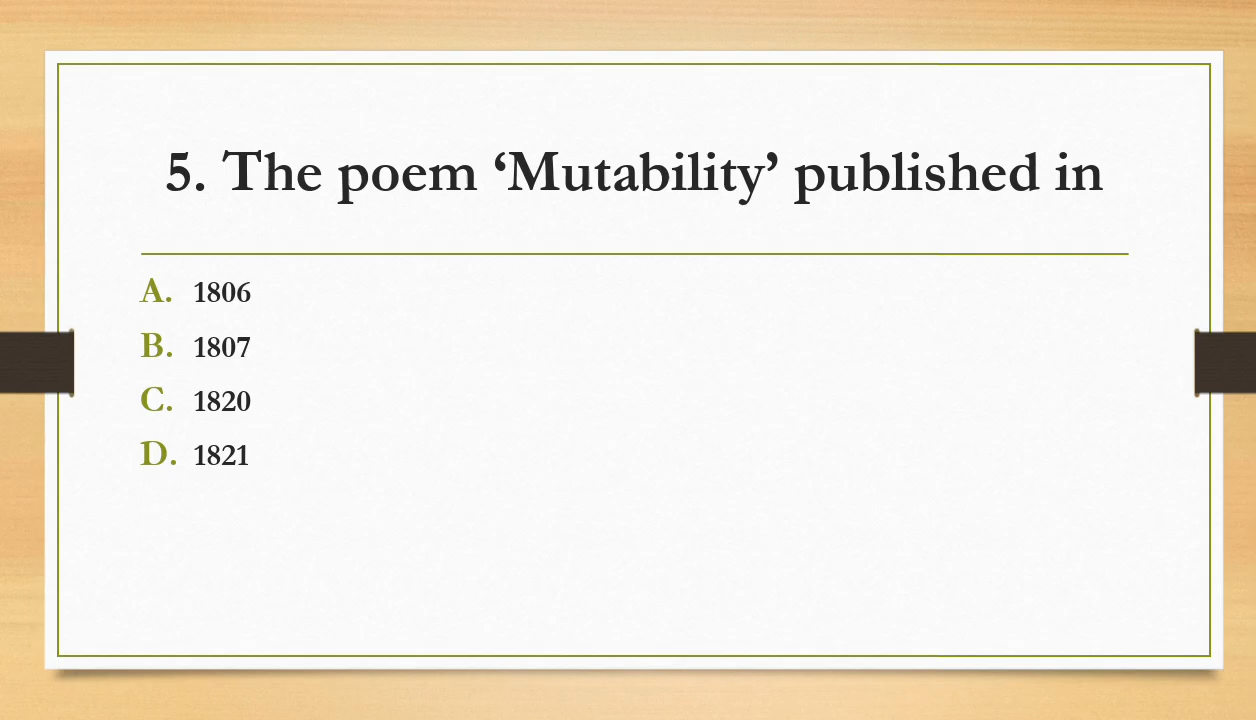 5. The poem ‘Mutability’ published in
A. 1806
B. 1807
C. 1820
D. 1821